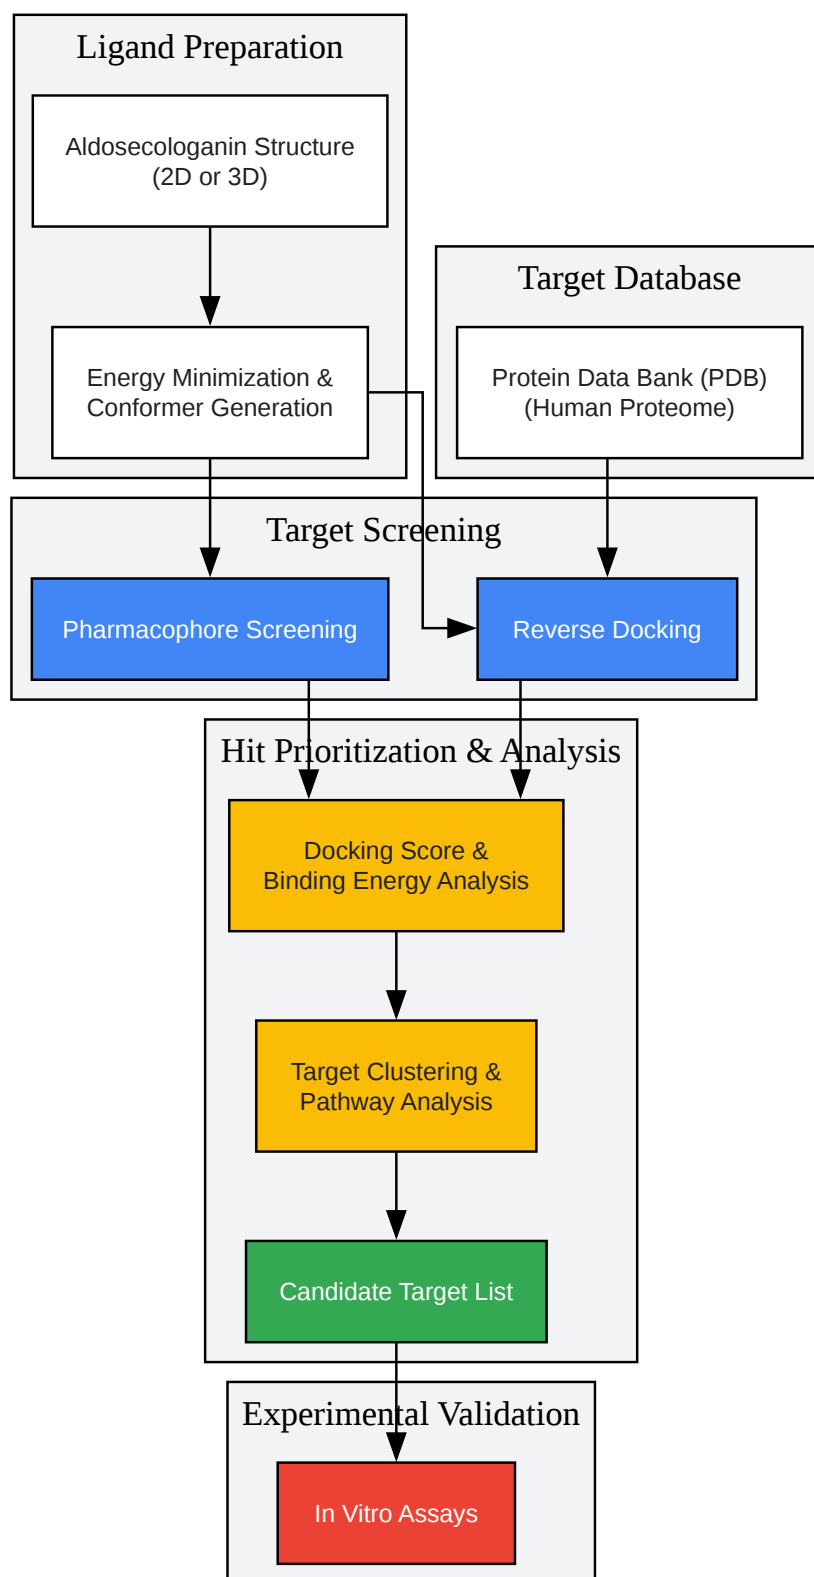 Ligand Preparation
Aldosecologanin Structure
(2D or 3D)
Energy Minimization &
Conformer Generation
Target Database
Protein Data Bank (PDB)
(Human Proteome)
Target Screening
Pharmacophore Screening
Reverse Docking
Hit Prioritization & Analysis
Docking Score &
Binding Energy Analysis
Target Clustering &
Pathway Analysis
Candidate Target List
Experimental Validation
In Vitro Assays